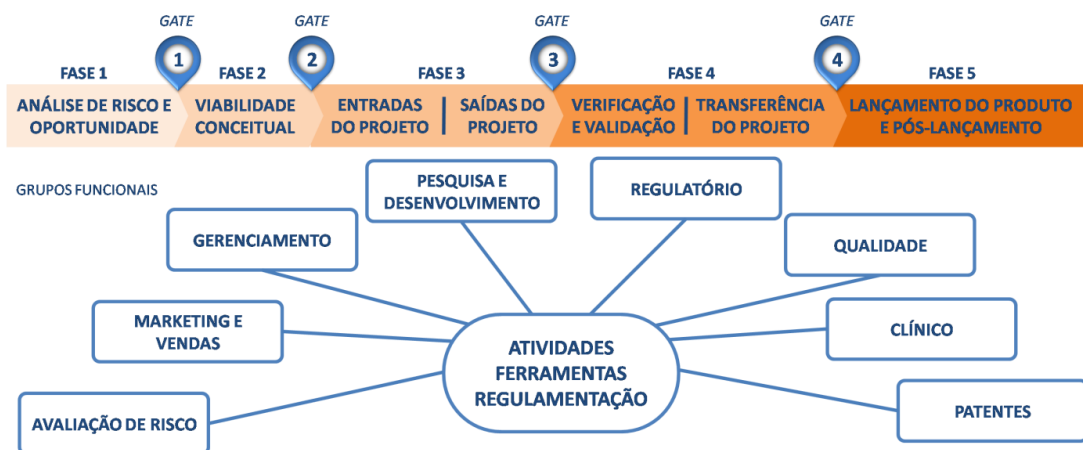 GATE GATE GATE GATE
1 2 3 4
FASE 1 FASE 2 FASE 3 FASE 4 FASE 5
ANÁLISE DE RISCO E
OPORTUNIDADE
VIABILIDADE
CONCEITUAL
ENTRADAS
DO PROJETO
SAÍDAS DO
PROJETO
VERIFICAÇÃO
E VALIDAÇÃO
TRANSFERÊNCIA
DO PROJETO
LANÇAMENTO DO PRODUTO
E PÓS-LANÇAMENTO
GRUPOS FUNCIONAIS
PESQUISA E
DESENVOLVIMENTO
REGULATÓRIO
GERENCIAMENTO
QUALIDADE
MARKETING E
VENDAS
CLÍNICO
ATIVIDADES
FERRAMENTAS
REGULAMENTAÇÃO
AVALIAÇÃO DE RISCO
PATENTES